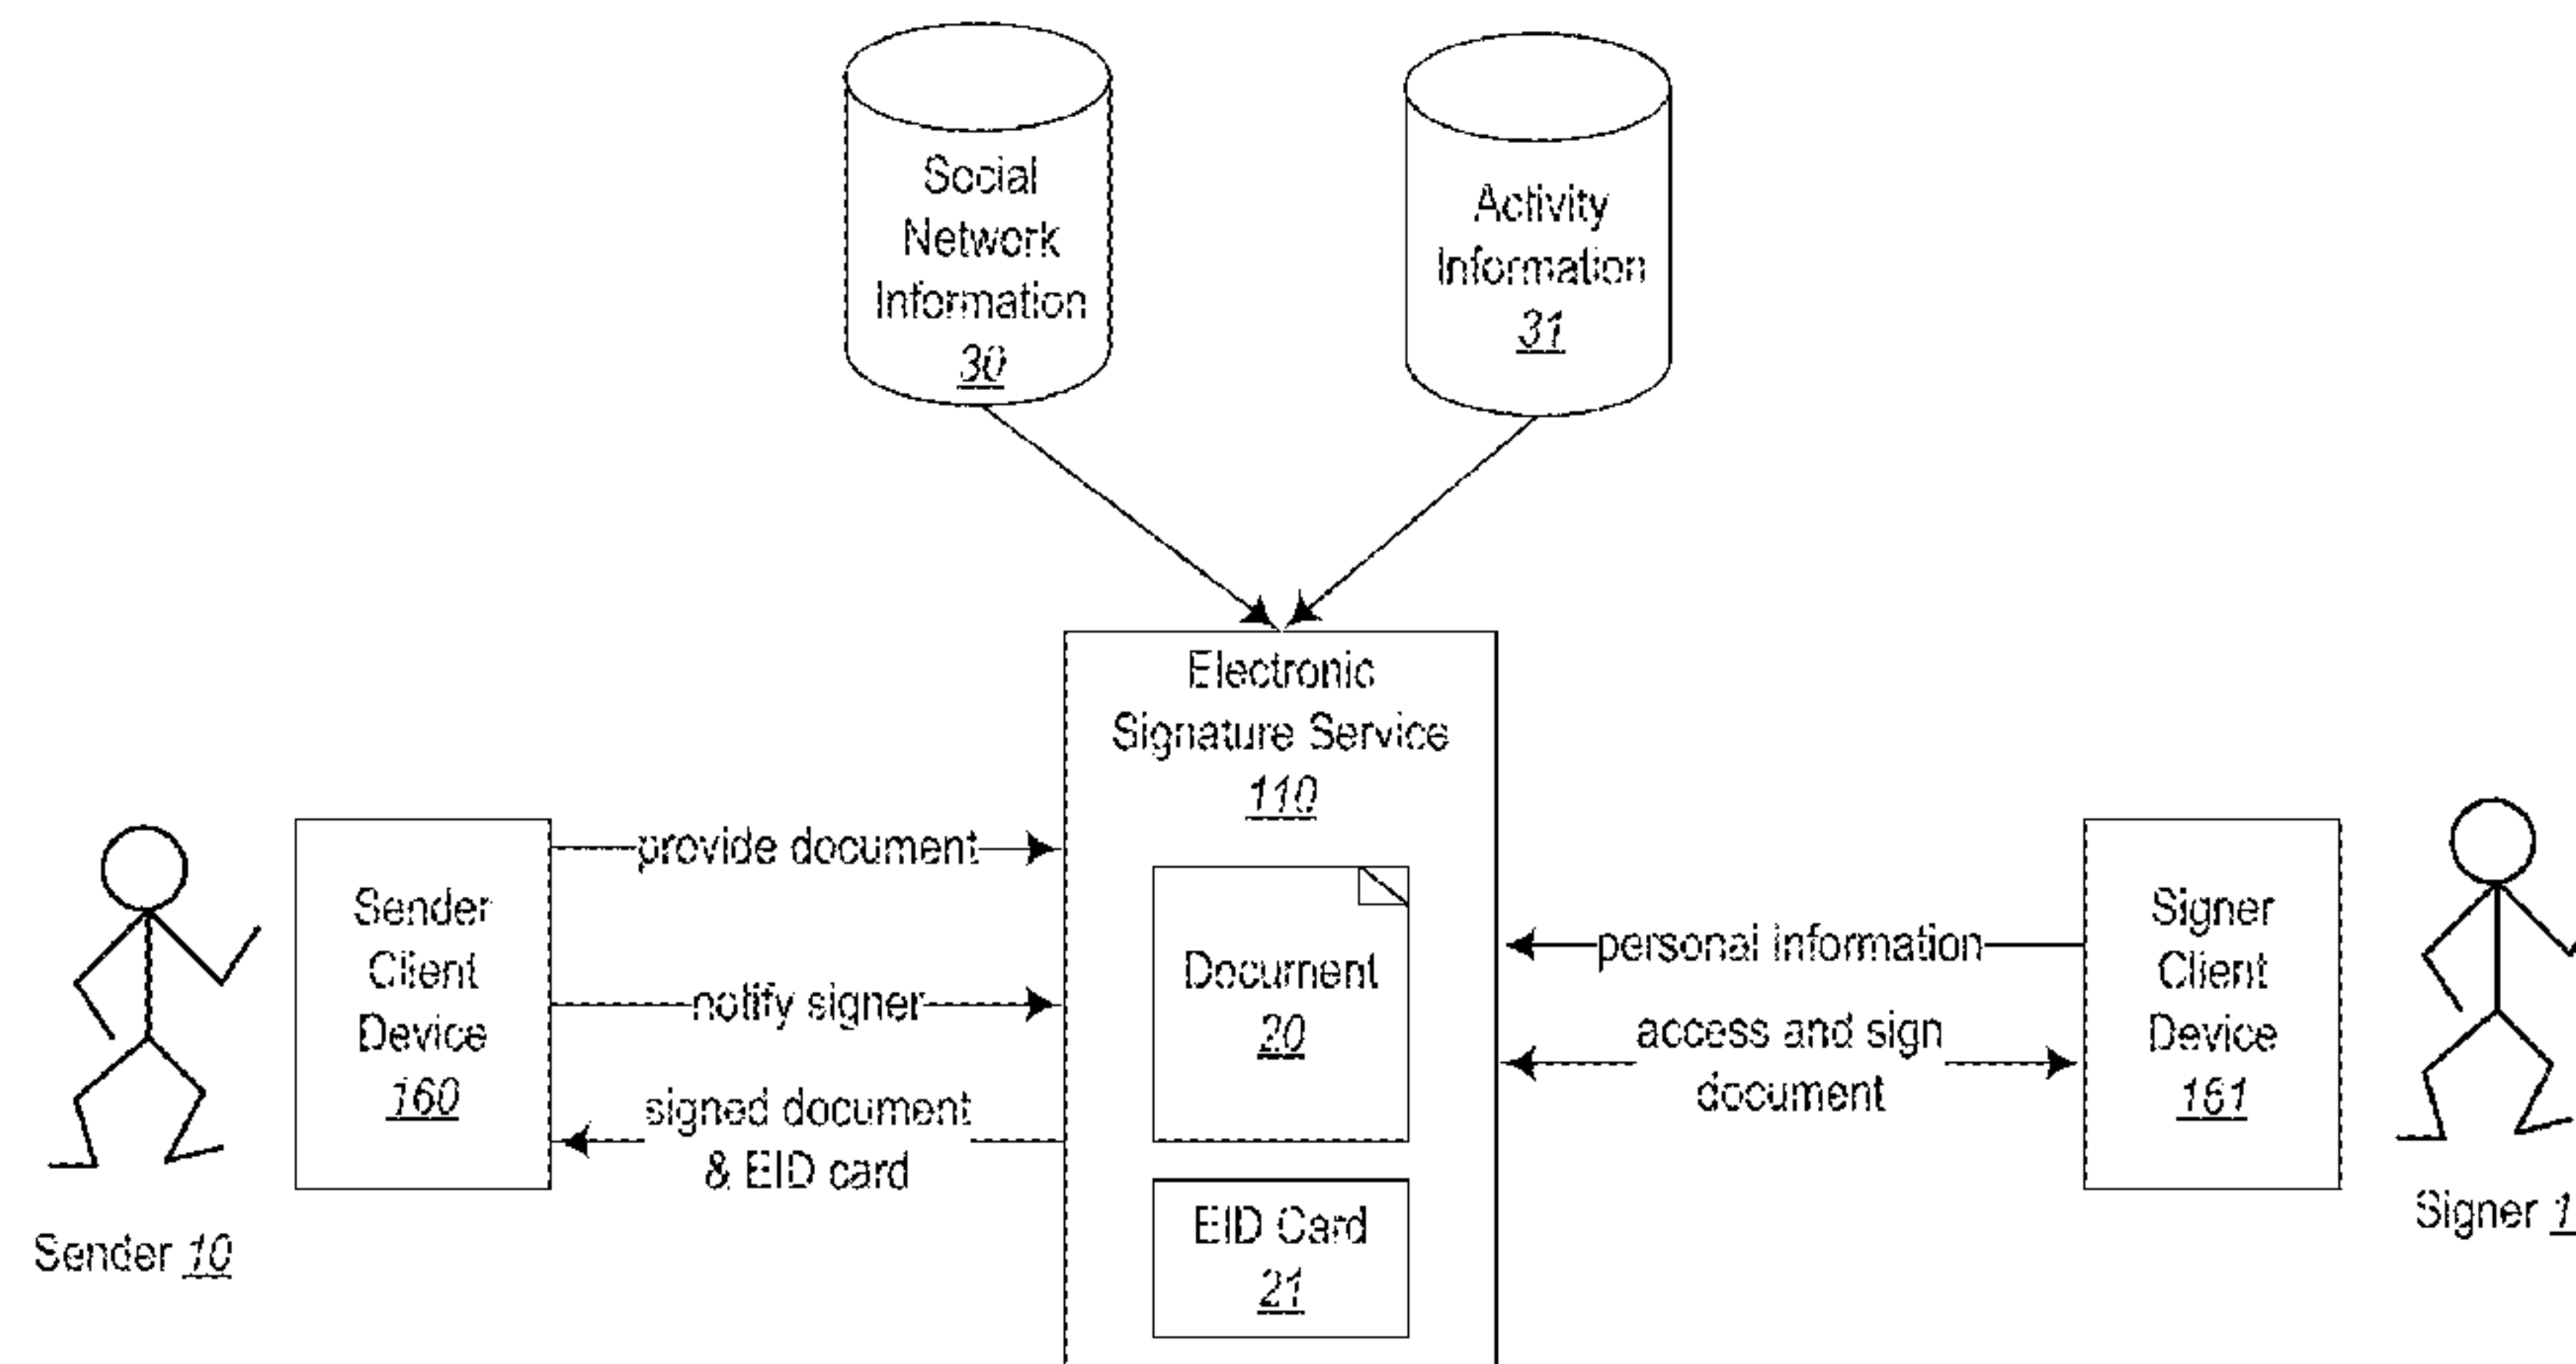 Social
Network
Information
30
Activity
Information
31
Electronic
Signature Service
110
provide document
Sender
Client
Device
160
notify signer
signed document
& EID card
Sender 10
Document
20
EID Card
21
personal information
access and sign
document
Signer
Client
Device
161
Signer